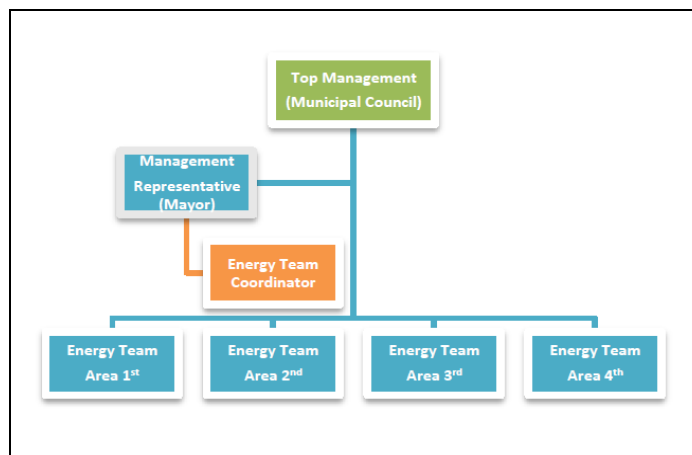 Top Management
(Municipal Council)
Management
Representative
(Mayor)
Energy Team
Coordinator
Energy Team
Area 1st
Energy Team
Area 2nd
Energy Team
Area 3rd
Energy Team
Area 4th